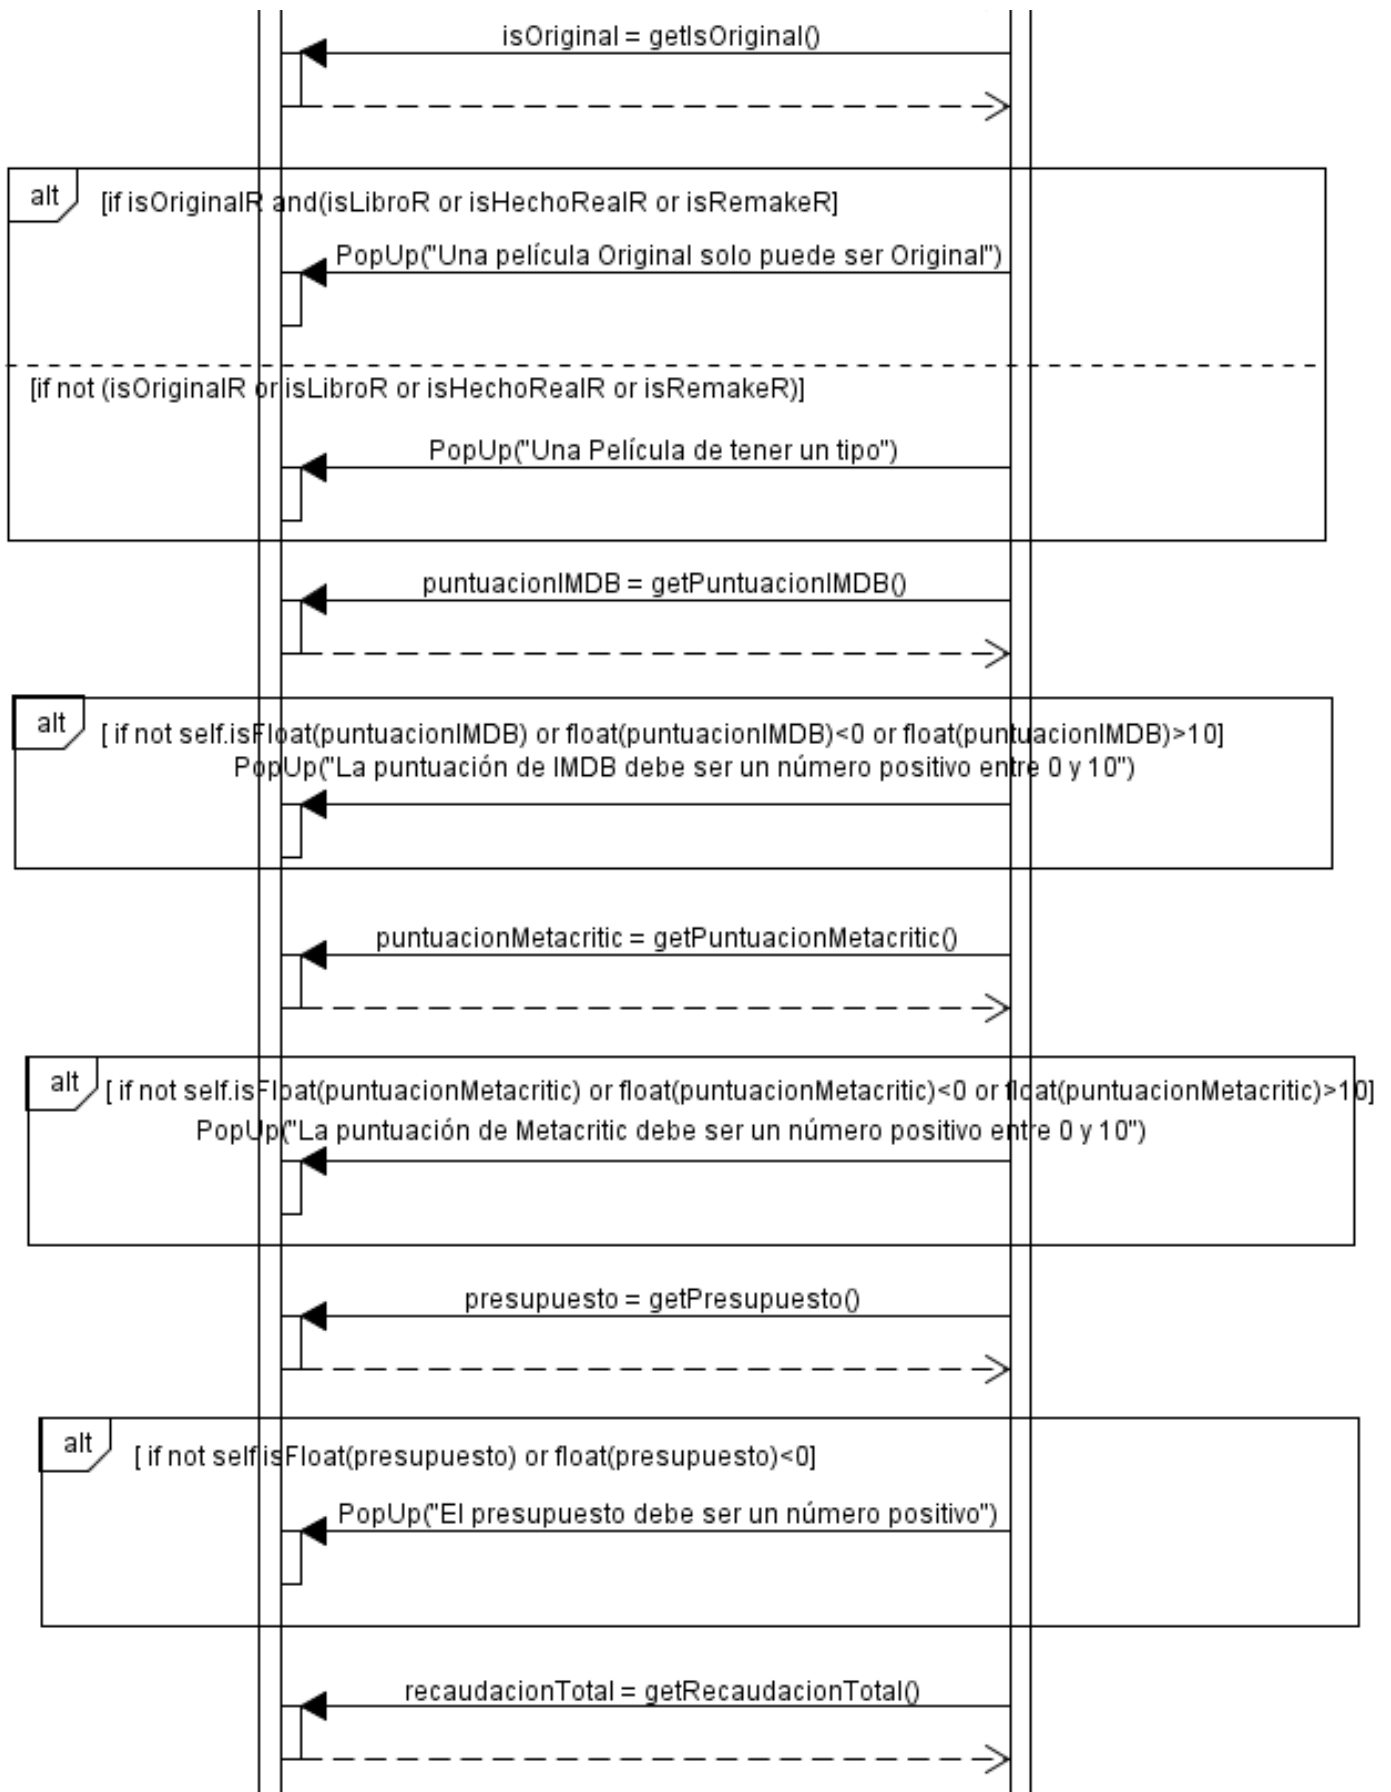 isOriginal = getIsOriginal()
alt
[if isOriginalR and(isLibroR or isHechoRealR or isRemakeR]
PopUp("Una película Original solo puede ser Original")
[if not (isOriginalR or isLibroR or isHechoRealR or isRemakeR)]
PopUp("Una Película de tener un tipo")
puntuacionIMDB = getPuntuacionIMDB()
alt
[ if not self.isFloat(puntuacionIMDB) or float(puntuacionIMDB)<0 or float(puntuacionIMDB)>10]
PopUp("La puntuación de IMDB debe ser un número positivo entre 0 y 10")
puntuacionMetacritic = getPuntuacionMetacritic()
alt
[ if not self.isFloat(puntuacionMetacritic) or float(puntuacionMetacritic)<0 or float(puntuacionMetacritic)>10]
PopUp("La puntuación de Metacritic debe ser un número positivo entre 0 y 10")
presupuesto = getPresupuesto()
alt
[ if not self.isFloat(presupuesto) or float(presupuesto)<0]
PopUp("El presupuesto debe ser un número positivo")
recaudacionTotal = getRecaudacionTotal()